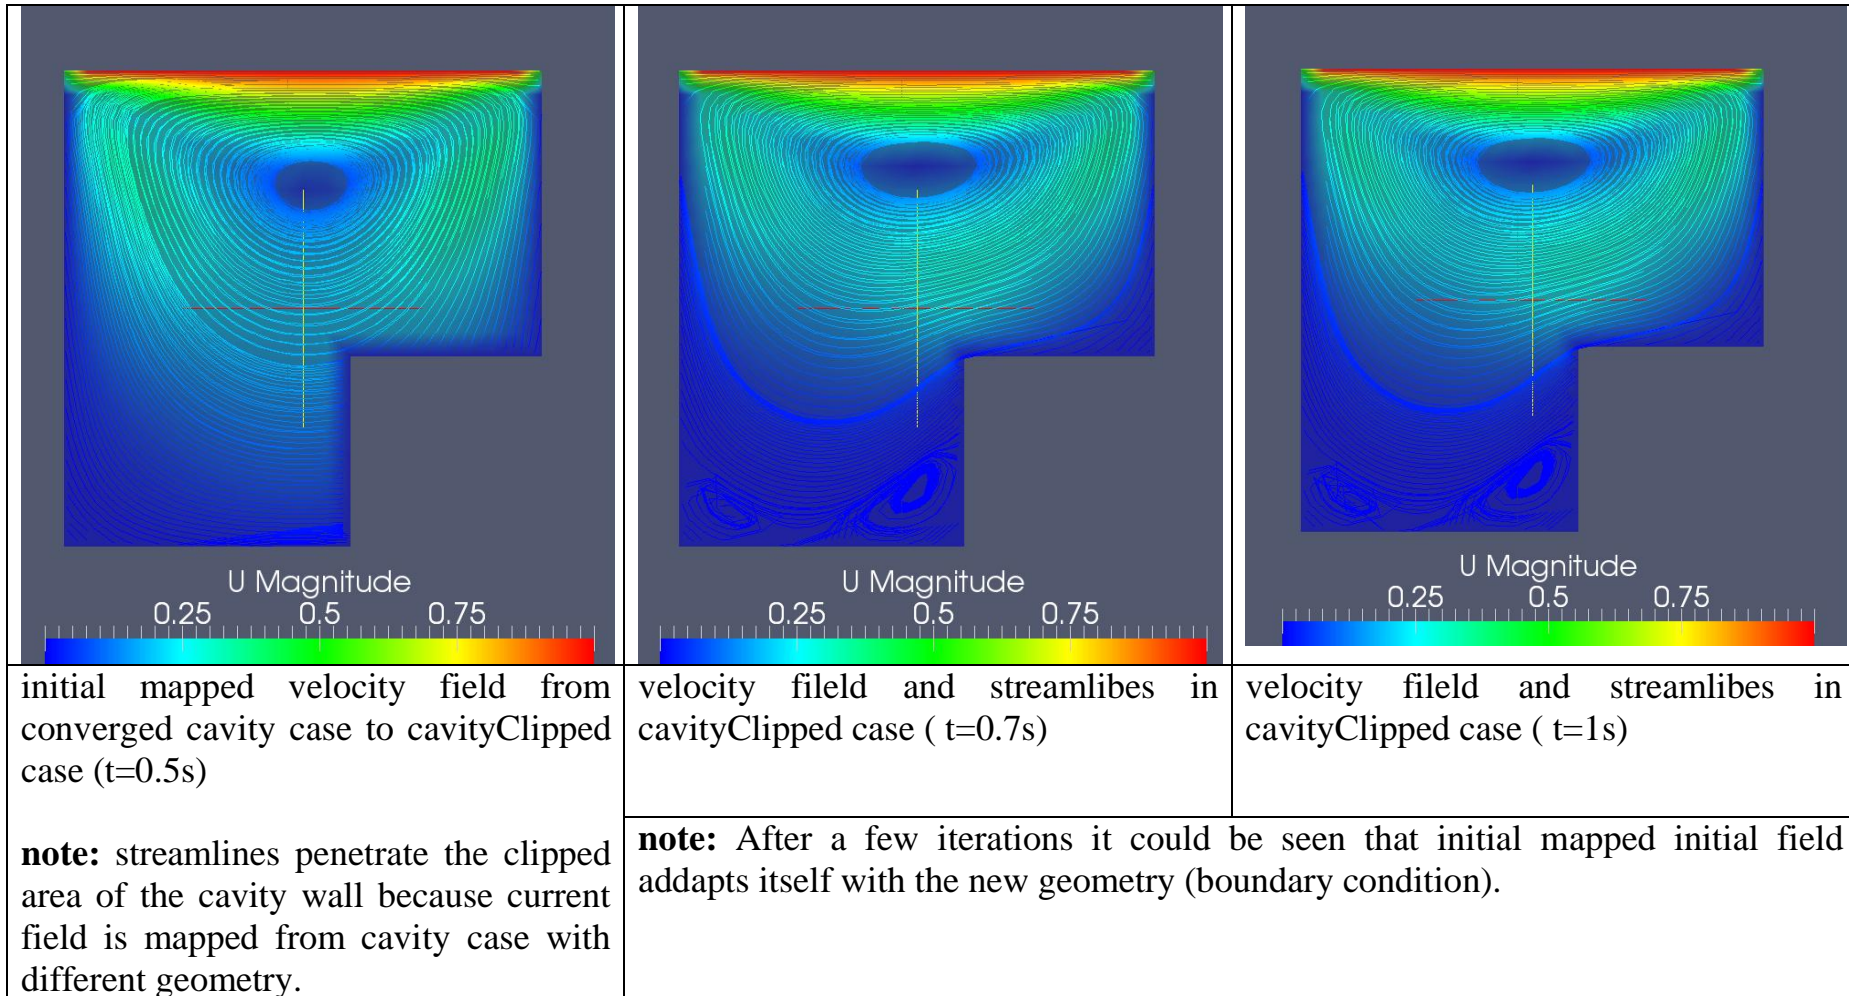 U Magnitude
0.25 0.5 0.75
U Magnitude
0.25 0.5 0.75
U Magnitude
0.25 0.5 0.75
initial mapped velocity field from
converged cavity case to cavityClipped
case (t=0.5s)
note: streamlines penetrate the clipped
area of the cavity wall because current
field is mapped from cavity case with
different geometry.
velocity fileld and streamlibes in
cavityClipped case ( t=0.7s)
velocity fileld and streamlibes in
cavityClipped case ( t=1s)
note: After a few iterations it could be seen that initial mapped initial field
addapts itself with the new geometry (boundary condition).